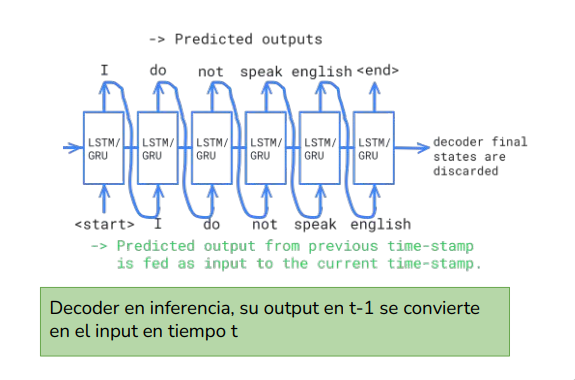 -> Predicted outputs
I do not speak english <end>
LSTM/ LSTM/ LSTM/ LSTM/ LSTM/ LSTM/
GRU GRU GRU GRU GRU GRU
decoder final
states are
discarded
<start> I do not speak english
-> Predicted output from previous time-stamp
is fed as input to the current time-stamp.
Decoder en inferencia, su output en t-1 se convierte
en el input en tiempo t